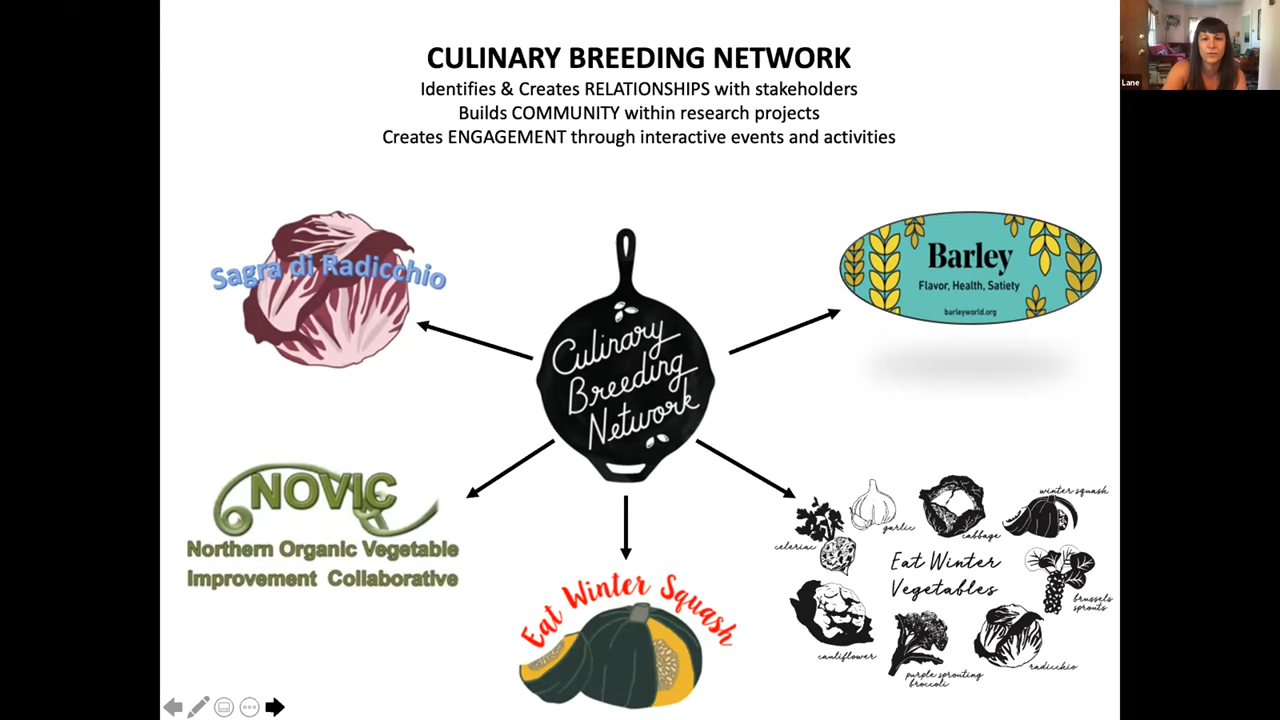 CULINARY BREEDING NETWORK
Identifies & Creates RELATIONSHIPS with stakeholders
Builds COMMUNITY within research projects
Creates ENGAGEMENT through interactive events and activities
Lane
Sagra di Radicchio
Culinary
Breeding
Network
Barley
Flavor, Health, Satiety
barleyworld.org
NOVIC
Northern Organic Vegetable
Improvement Collaborative
Eat Winter Squash
celeriac
garlic
cabbage
winter squash
Eat Winter
Vegetables
brussels
sprouts
cauliflower
purple sprouting
broccoli
radicchio